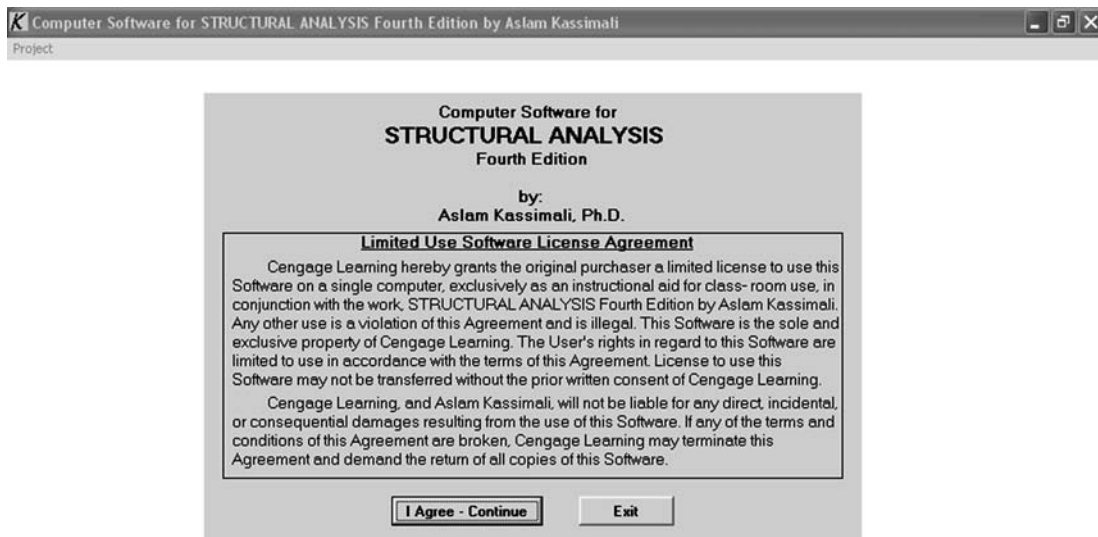 K Computer Software for STRUCTURAL ANALYSIS Fourth Edition by Aslam Kassimali
Project
Computer Software for
STRUCTURAL ANALYSIS
Fourth Edition
by:
Aslam Kassimali, Ph.D.
Limited Use Software License Agreement
Cengage Learning hereby grants the original purchaser a limited license to use this
Software on a single computer, exclusively as an instructional aid for class- room use, in
conjunction with the work, STRUCTURAL ANALYSIS Fourth Edition by Aslam Kassimali.
Any other use is a violation of this Agreement and is illegal. This Software is the sole and
exclusive property of Cengage Learning. The User's rights in regard to this Software are
limited to use in accordance with the terms of this Agreement. License to use this
Software may not be transferred without the prior written consent of Cengage Learning.
Cengage Learning, and Aslam Kassimali, will not be liable for any direct, incidental,
or consequential damages resulting from the use of this Software. If any of the terms and
conditions of this Agreement are broken, Cengage Learning may terminate this
Agreement and demand the return of all copies of this Software.
I Agree - Continue Exit